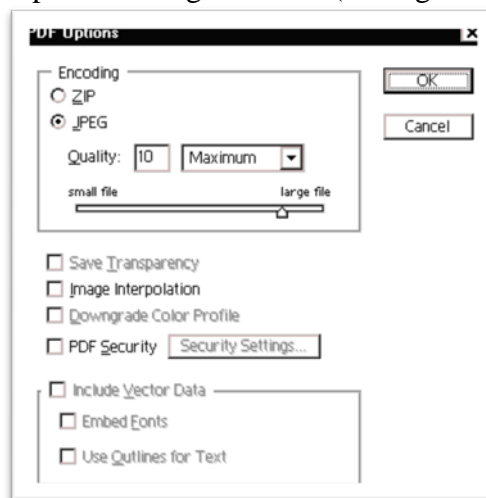 PDF Options
Encoding
ZIP
JPEG
OK
Cancel
Quality: 10 Maximum
small file large file
Save Transparency
Image Interpolation
Downgrade Color Profile
PDF Security Security Settings...
Include Vector Data
Embed Fonts
Use Outlines for Text